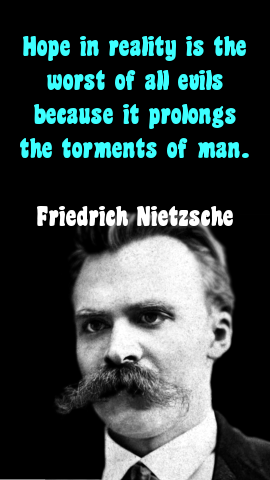 Hope in reality is the
worst of all evils
because it prolongs
the torments of man.
Friedrich Nietzsche